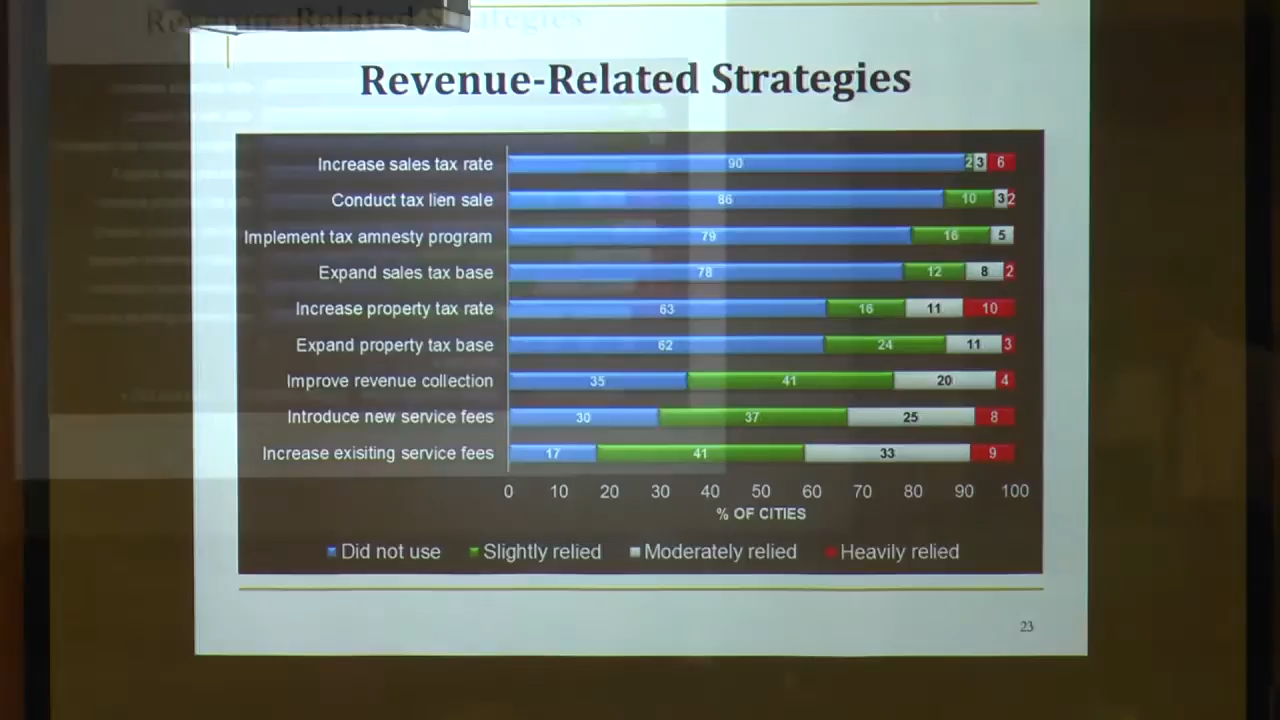 Revenue-Related Strategies
Revenue-Related Strategies
Increase sales tax rate 90 2 3 6
Conduct tax lien sale 86 10 3 2
Implement tax amnesty program 79 16 5
Expand sales tax base 78 12 8 2
Increase property tax rate 63 16 11 10
Expand property tax base 62 24 11 3
Improve revenue collection 35 41 20 4
Introduce new service fees 30 37 25 8
Increase exisiting service fees 17 41 33 9
0 10 20 30 40 50 60 70 80 90 100
% OF CITIES
Did not use Slightly relied Moderately relied Heavily relied
23